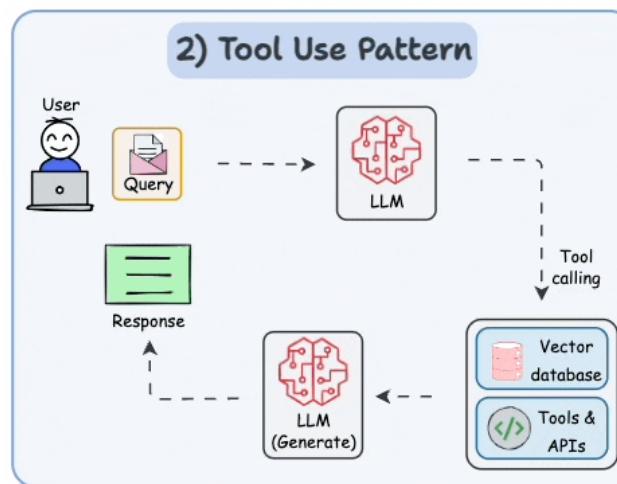 2) Tool Use Pattern
User
Query
LLM
Tool
calling
Vector
database
Tools &
APIs
</>
LLM
(Generate)
Response